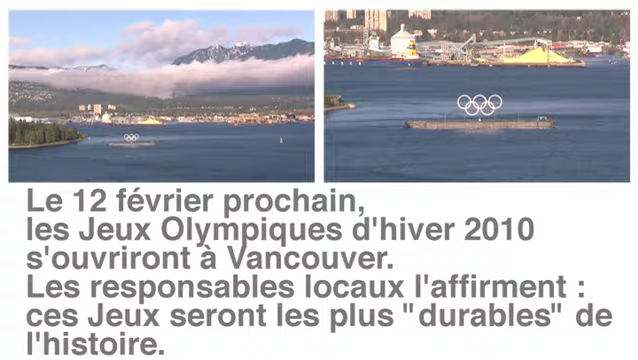 Le 12 février prochain,
les Jeux Olympiques d'hiver 2010
s'ouvriront à Vancouver.
Les responsables locaux l'affirment :
ces Jeux seront les plus "durables" de
l'histoire.